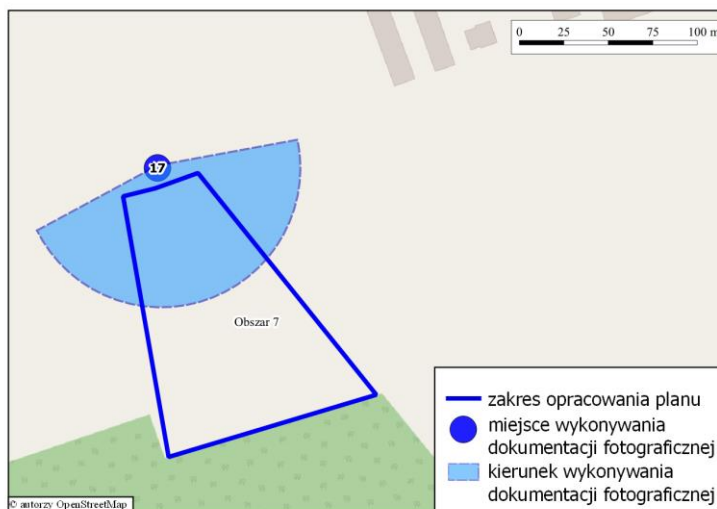 0 25 50 75 100 m
17
Obszar 7
zakres opracowania planu
miejsce wykonywania
dokumentacji fotograficznej
kierunek wykonywania
dokumentacji fotograficznej
© autorzy OpenStreetMap